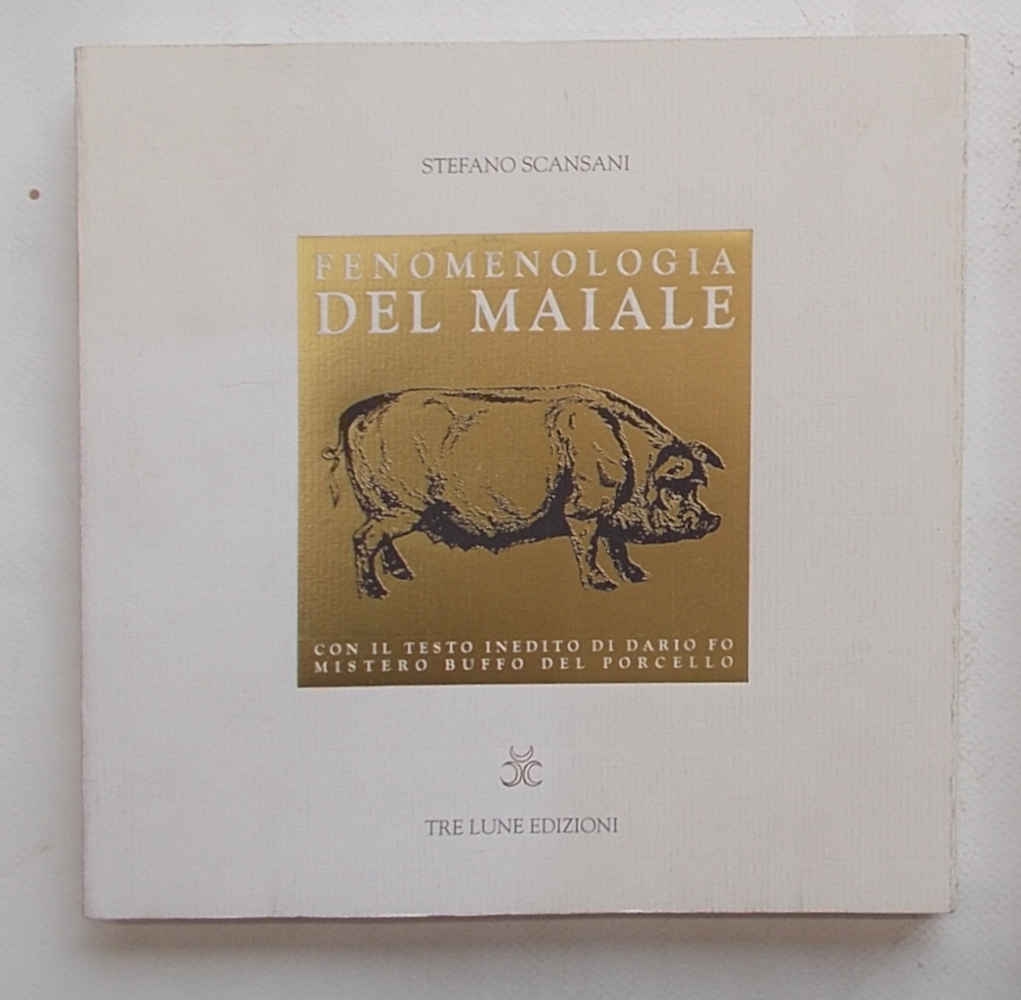 STEFANO SCANSANI
FENOMENOLOGIA
DEL MAIALE
CON IL TESTO INEDITO DI DARIO FO
MISTERO BUFFO DEL PORCELLO
TRE LUNE EDIZIONI